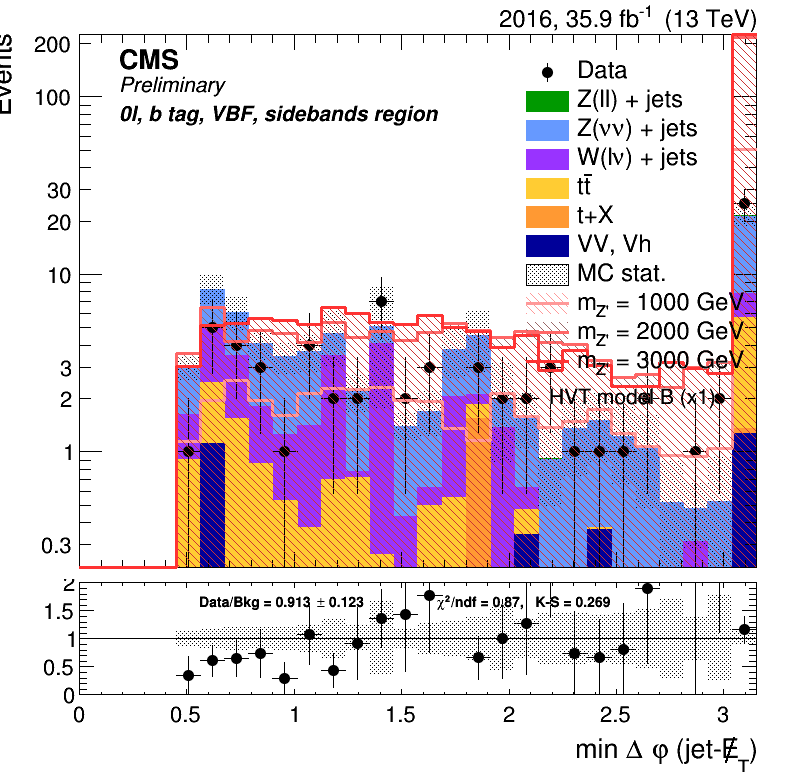 2016, 35.9 fb⁻¹ (13 TeV)
Events
CMS
Preliminary
0l, b tag, VBF, sidebands region
Data
Z(ll) + jets
Z(νν) + jets
W(lν) + jets
tt̄
t+X
VV, Vh
MC stat.
m_Z' = 1000 GeV
m_Z' = 2000 GeV
m_Z' = 3000 GeV
HVT model B (x1)
200
100
30
20
10
3
2
1
0.3
Data/Bkg = 0.913 ± 0.123
χ²/ndf = 0.87, K-S = 0.269
2
1.5
1
0.5
0
0 0.5 1 1.5 2 2.5 3
min Δ φ (jet-E̸_T)